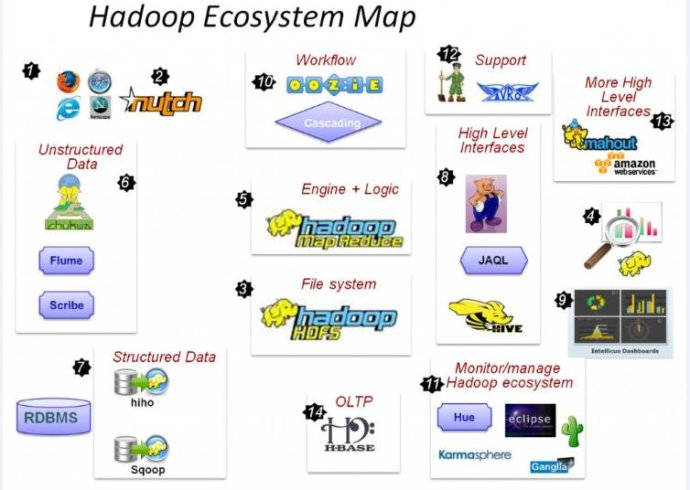 Hadoop Ecosystem Map
1
2
nutch
Netscape
Workflow
10
OOZIE
Cascading
12
Support
AVRO
More High
Level
Interfaces
13
mahout
amazon
webservices™
Unstructured
Data
6
chukwa
Flume
Scribe
Engine + Logic
5
hadoop
MapReduce
High Level
Interfaces
8
JAQL
HIVE
4
3
File system
hadoop
HDFS
9
Intellicus Dashboards
7
Structured Data
RDBMS
hiho
Sqoop
OLTP
14
H:BASE
Monitor/manage
11
Hadoop ecosystem
Hue
eclipse
Karmasphere
Ganglia